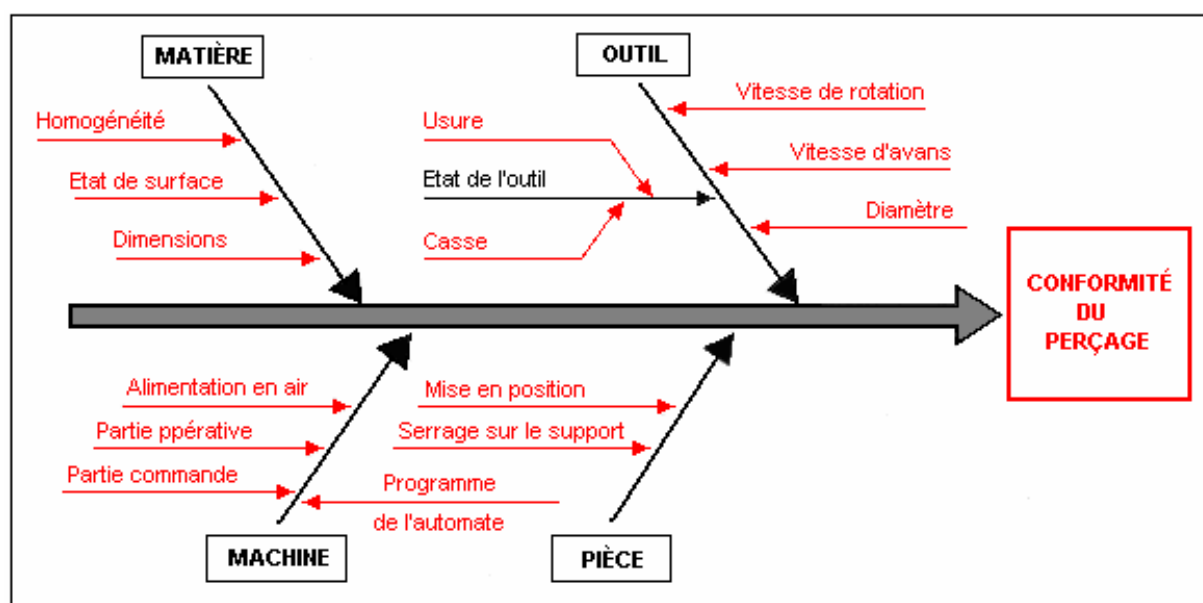 MATIÈRE
OUTIL
Homogénéité
Etat de surface
Dimensions
Usure
Etat de l'outil
Casse
Vitesse de rotation
Vitesse d'avans
Diamètre
CONFORMITÉ
DU
PERÇAGE
Alimentation en air
Partie ppérative
Partie commande
Programme
de l'automate
Mise en position
Serrage sur le support
MACHINE
PIÈCE